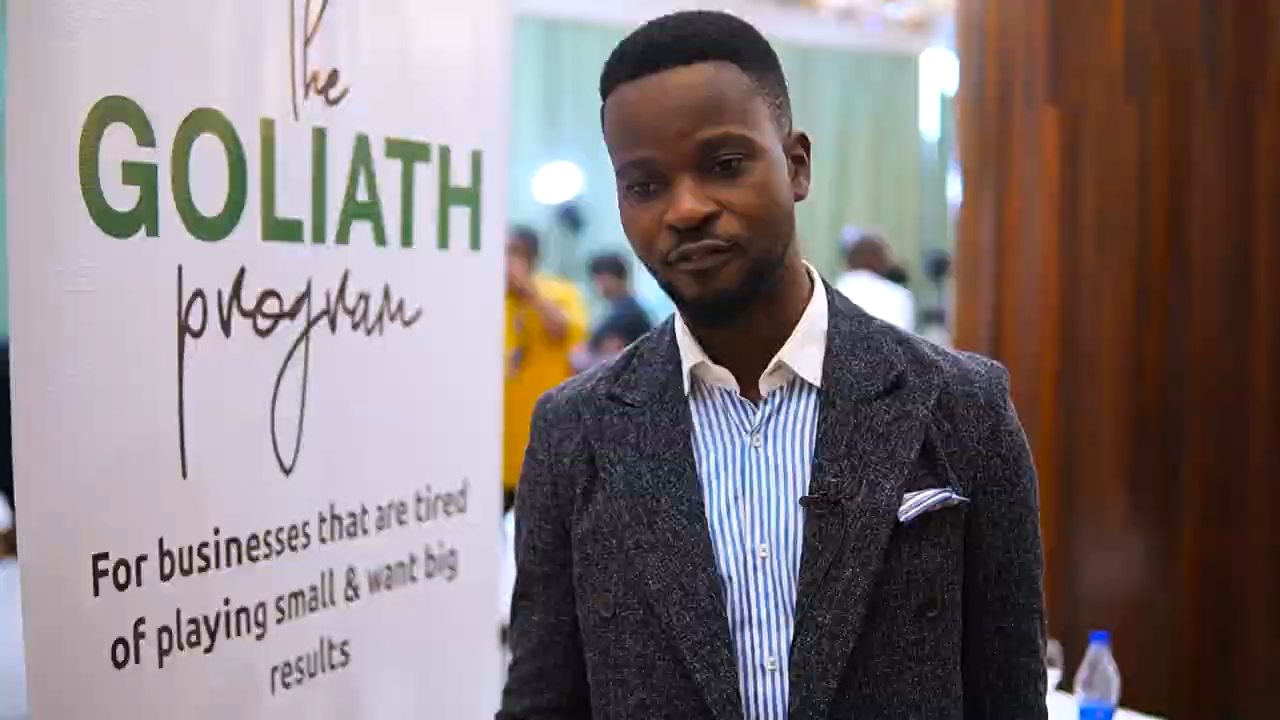 the
GOLIATH
program
For businesses that are tired
of playing small & want big
results